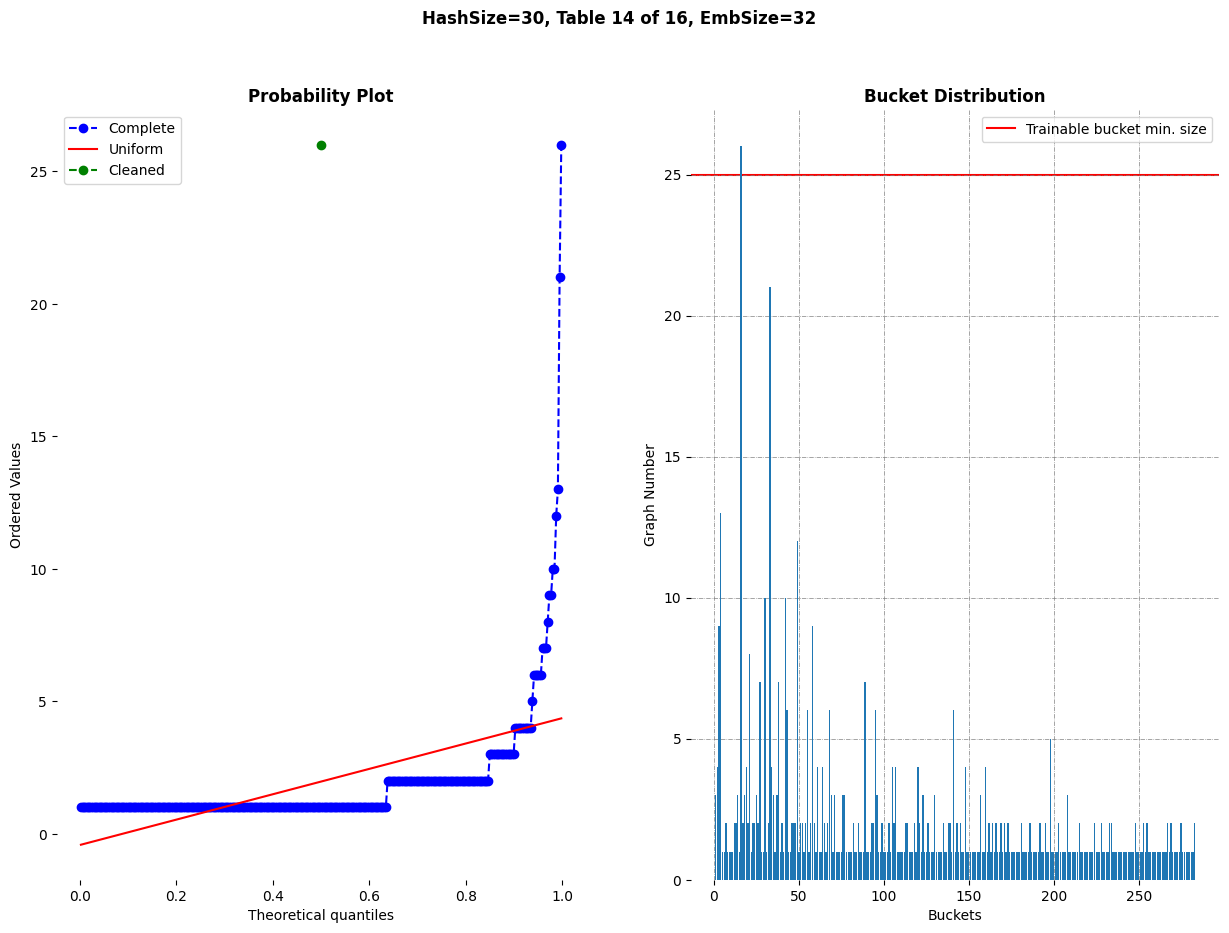 HashSize=30, Table 14 of 16, EmbSize=32
Probability Plot
Complete
Uniform
Cleaned
25
20
15
10
5
0
Ordered Values
0.0 0.2 0.4 0.6 0.8 1.0
Theoretical quantiles
Bucket Distribution
Trainable bucket min. size
25
20
15
10
5
0
Graph Number
0 50 100 150 200 250
Buckets